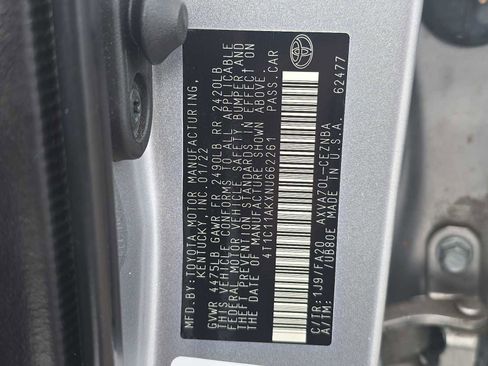 MFD.BY:TOYOTA MOTOR MANUFACTURING,
KENTUCKY, INC. 01/22
GVWR 4475LB GAWR FR 2490LB RR 2420LB
THIS VEHICLE CONFORMS TO ALL APPLICABLE
FEDERAL MOTOR VEHICLE SAFETY BUMPER AND
THEFT PREVENTION STANDARDS IN EFFECT ON
THE DATE OF MANUFACTURE SHOWN ABOVE.
4T1C11AKXNU662261 PASS.CAR
C/TR:1J9/FA20 AXVA70L-CEZNBA
A/TM: /UB80E MADE IN U.S.A.
62477